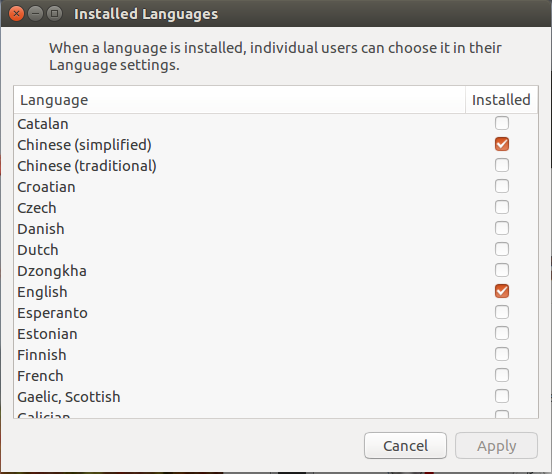 Installed Languages
When a language is installed, individual users can choose it in their
Language settings.
Language Installed
Catalan
Chinese (simplified)
Chinese (traditional)
Croatian
Czech
Danish
Dutch
Dzongkha
English
Esperanto
Estonian
Finnish
French
Gaelic, Scottish
Galician
Cancel Apply